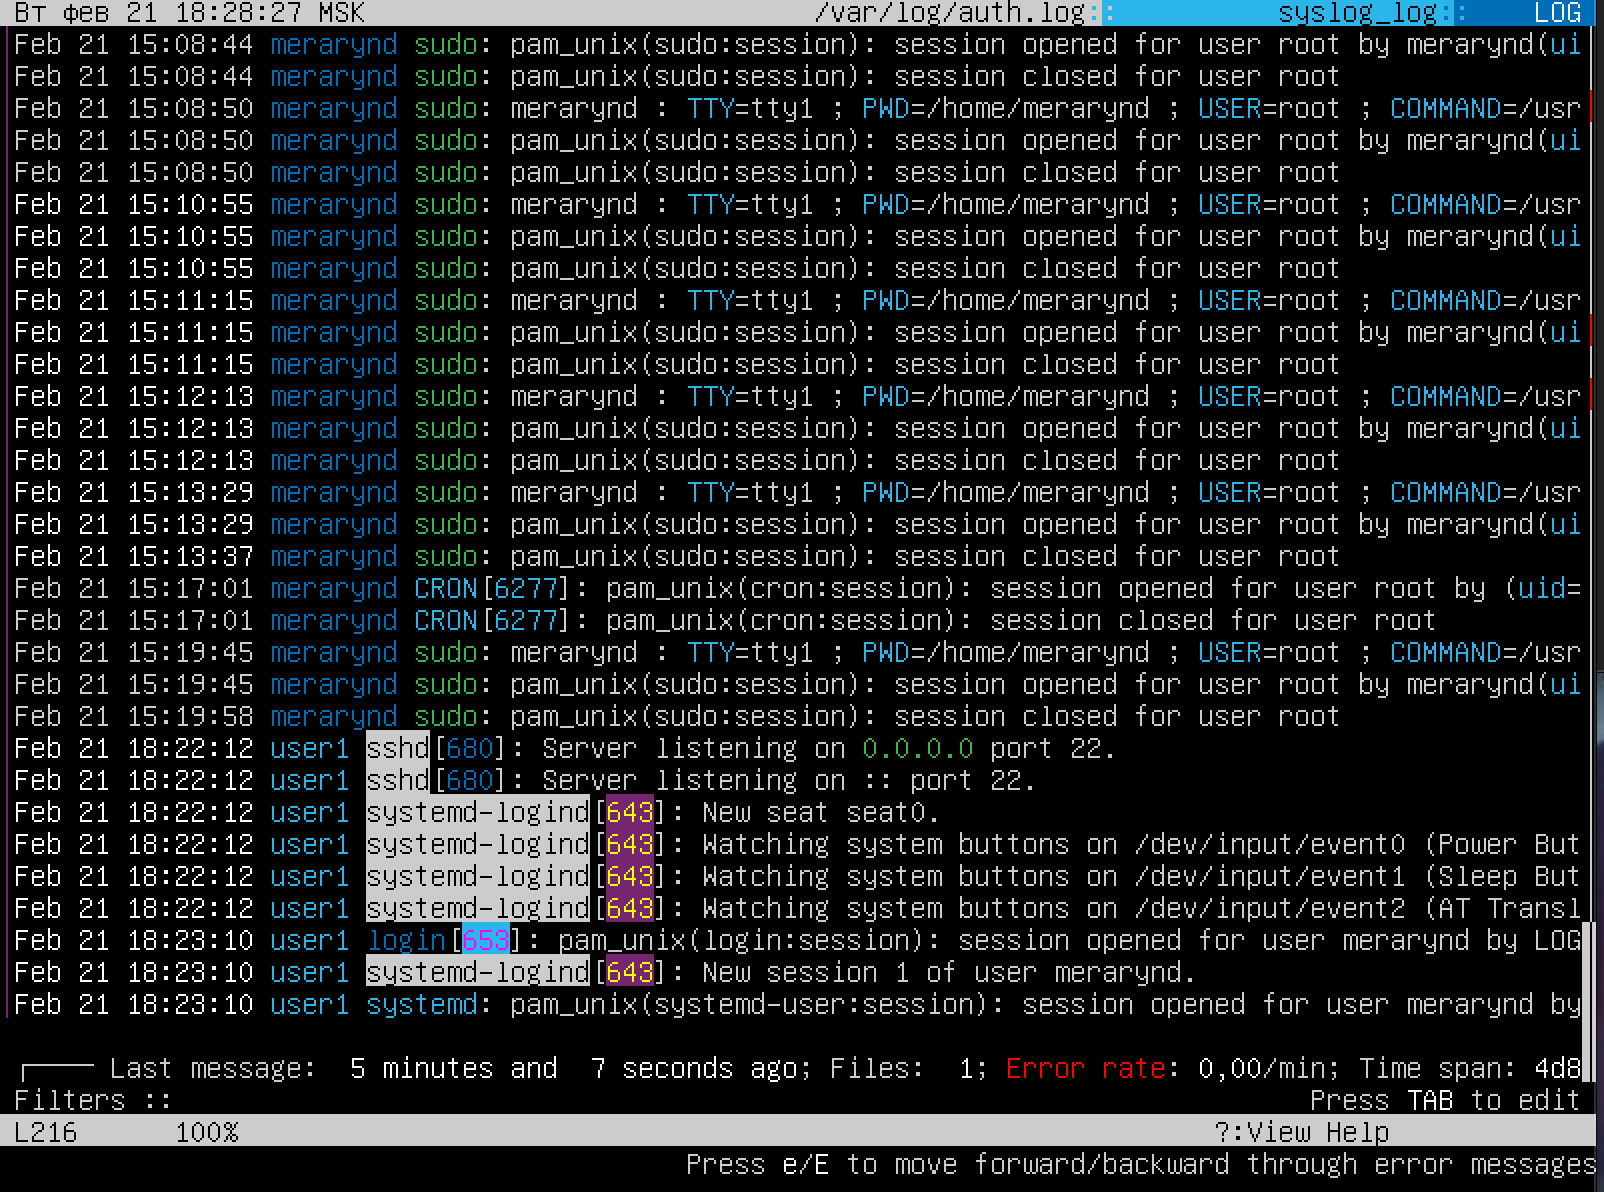 Вт фев 21 18:28:27 MSK /var/log/auth.log:: syslog_log:: LOG
Feb 21 15:08:44 merarynd sudo: pam_unix(sudo:session): session opened for user root by merarynd(ui
Feb 21 15:08:44 merarynd sudo: pam_unix(sudo:session): session closed for user root
Feb 21 15:08:50 merarynd sudo: merarynd : TTY=tty1 ; PWD=/home/merarynd ; USER=root ; COMMAND=/usr
Feb 21 15:08:50 merarynd sudo: pam_unix(sudo:session): session opened for user root by merarynd(ui
Feb 21 15:08:50 merarynd sudo: pam_unix(sudo:session): session closed for user root
Feb 21 15:10:55 merarynd sudo: merarynd : TTY=tty1 ; PWD=/home/merarynd ; USER=root ; COMMAND=/usr
Feb 21 15:10:55 merarynd sudo: pam_unix(sudo:session): session opened for user root by merarynd(ui
Feb 21 15:10:55 merarynd sudo: pam_unix(sudo:session): session closed for user root
Feb 21 15:11:15 merarynd sudo: merarynd : TTY=tty1 ; PWD=/home/merarynd ; USER=root ; COMMAND=/usr
Feb 21 15:11:15 merarynd sudo: pam_unix(sudo:session): session opened for user root by merarynd(ui
Feb 21 15:11:15 merarynd sudo: pam_unix(sudo:session): session closed for user root
Feb 21 15:12:13 merarynd sudo: merarynd : TTY=tty1 ; PWD=/home/merarynd ; USER=root ; COMMAND=/usr
Feb 21 15:12:13 merarynd sudo: pam_unix(sudo:session): session opened for user root by merarynd(ui
Feb 21 15:12:13 merarynd sudo: pam_unix(sudo:session): session closed for user root
Feb 21 15:13:29 merarynd sudo: merarynd : TTY=tty1 ; PWD=/home/merarynd ; USER=root ; COMMAND=/usr
Feb 21 15:13:29 merarynd sudo: pam_unix(sudo:session): session opened for user root by merarynd(ui
Feb 21 15:13:37 merarynd sudo: pam_unix(sudo:session): session closed for user root
Feb 21 15:17:01 merarynd CRON[6277]: pam_unix(cron:session): session opened for user root by (uid=
Feb 21 15:17:01 merarynd CRON[6277]: pam_unix(cron:session): session closed for user root
Feb 21 15:19:45 merarynd sudo: merarynd : TTY=tty1 ; PWD=/home/merarynd ; USER=root ; COMMAND=/usr
Feb 21 15:19:45 merarynd sudo: pam_unix(sudo:session): session opened for user root by merarynd(ui
Feb 21 15:19:58 merarynd sudo: pam_unix(sudo:session): session closed for user root
Feb 21 18:22:12 user1 sshd[680]: Server listening on 0.0.0.0 port 22.
Feb 21 18:22:12 user1 sshd[680]: Server listening on :: port 22.
Feb 21 18:22:12 user1 systemd-logind[643]: New seat seat0.
Feb 21 18:22:12 user1 systemd-logind[643]: Watching system buttons on /dev/input/event0 (Power But
Feb 21 18:22:12 user1 systemd-logind[643]: Watching system buttons on /dev/input/event1 (Sleep But
Feb 21 18:22:12 user1 systemd-logind[643]: Watching system buttons on /dev/input/event2 (AT Transl
Feb 21 18:23:10 user1 login[653]: pam_unix(login:session): session opened for user merarynd by LOG
Feb 21 18:23:10 user1 systemd-logind[643]: New session 1 of user merarynd.
Feb 21 18:23:10 user1 systemd: pam_unix(systemd-user:session): session opened for user merarynd by
Last message: 5 minutes and 7 seconds ago; Files: 1; Error rate: 0,00/min; Time span: 4d8
Filters :: Press TAB to edit
L216 100% ?:View Help
Press e/E to move forward/backward through error messages